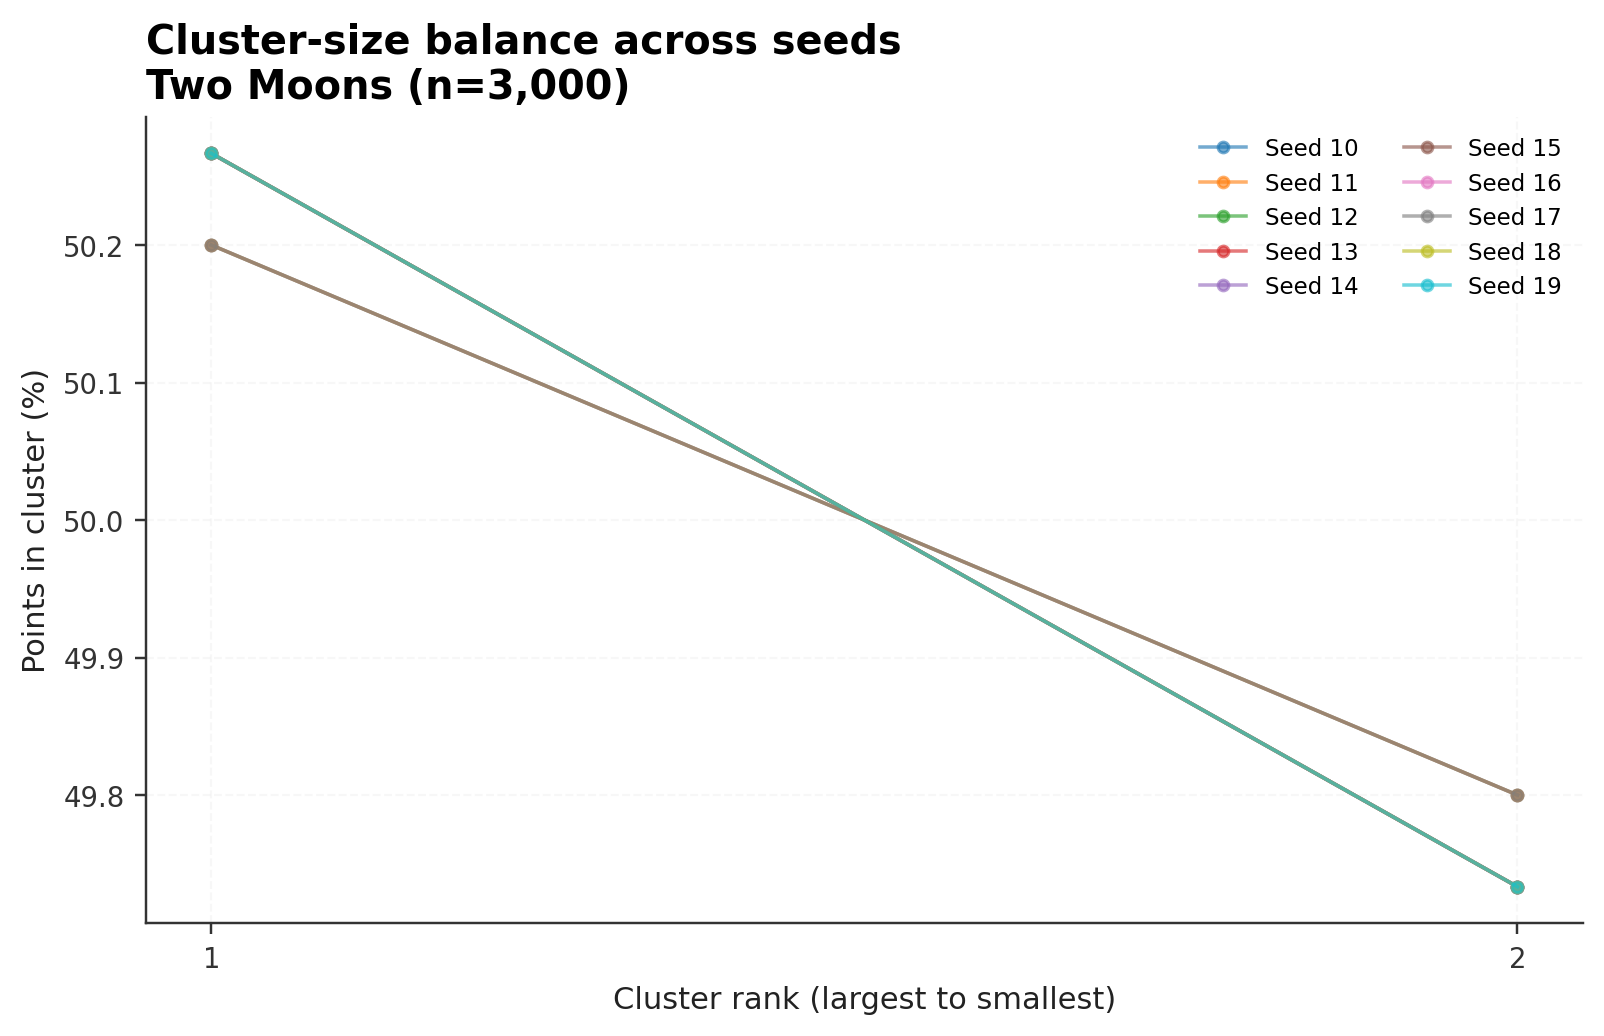 Cluster-size balance across seeds
Two Moons (n=3,000)
Seed 10
Seed 11
Seed 12
Seed 13
Seed 14
Seed 15
Seed 16
Seed 17
Seed 18
Seed 19
Points in cluster (%)
50.2
50.1
50.0
49.9
49.8
1
2
Cluster rank (largest to smallest)